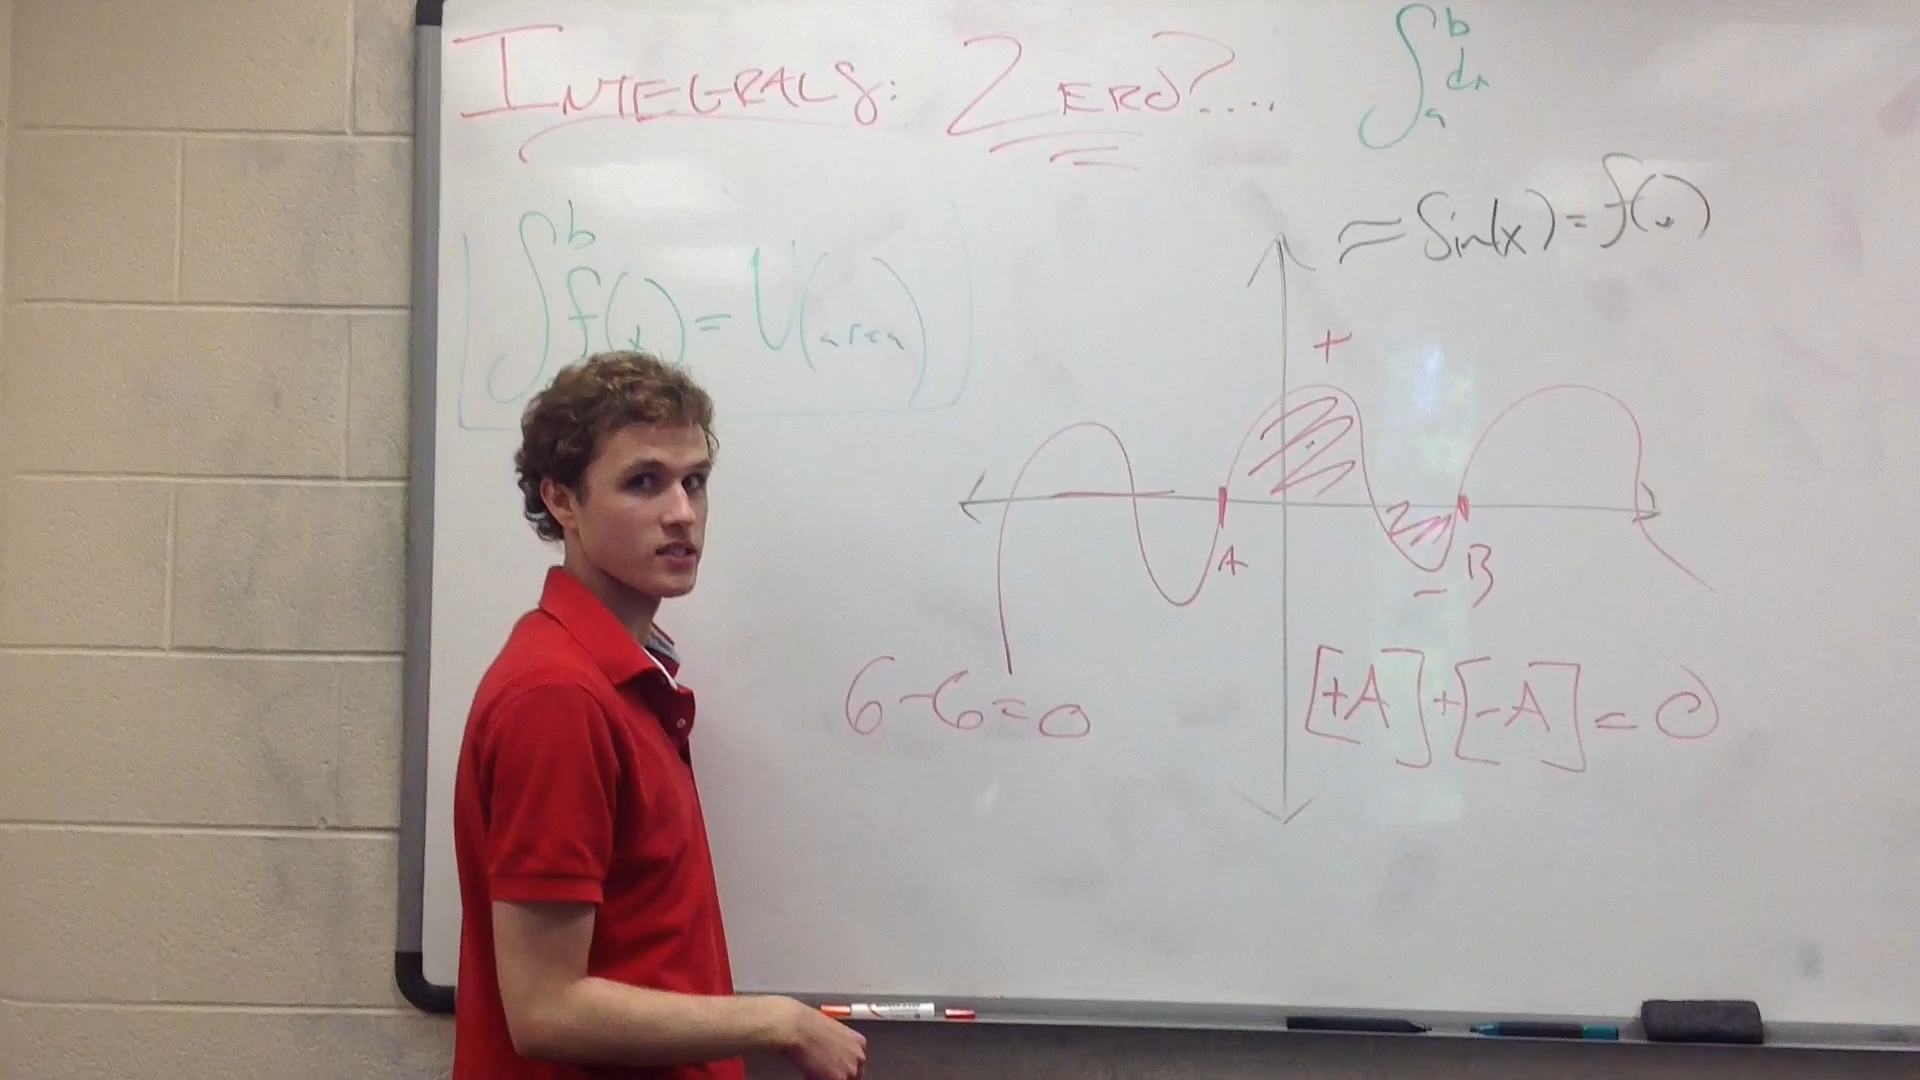 INTEGRALS: ZERO?....
∫ₐᵇ dx
≈ Sin(x) = f(x)
∫ᵇ f(x) = U(area)
+
A
B
−
6-6=0
[+A]+[-A]=0